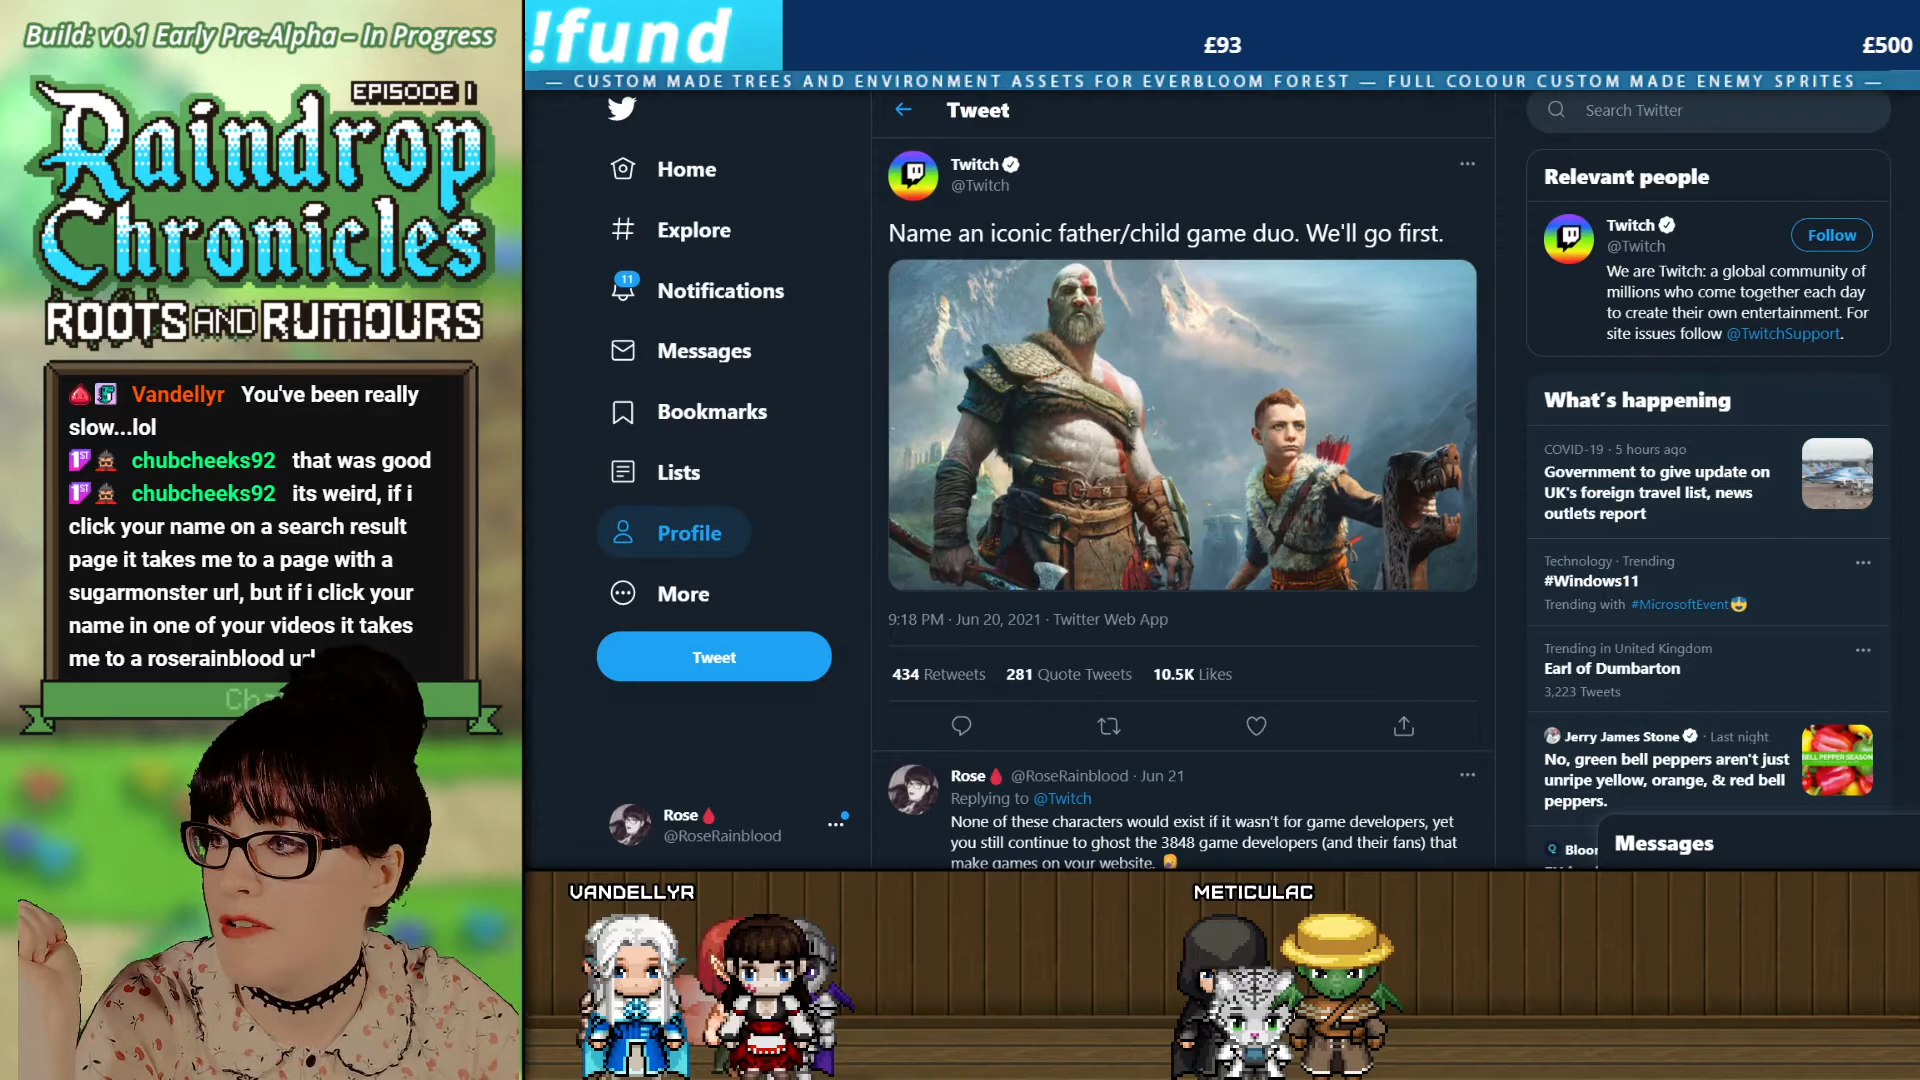 Build: v0.1 Early Pre-Alpha – In Progress
EPISODE I
Raindrop
Chronicles
ROOTS AND RUMOURS
Vandellyr You've been really
slow...lol
chubcheeks92 that was good
chubcheeks92 its weird, if i
click your name on a search result
page it takes me to a page with a
sugarmonster url, but if i click your
name in one of your videos it takes
me to a roserainblood url
!fund
£93
£500
— CUSTOM MADE TREES AND ENVIRONMENT ASSETS FOR EVERBLOOM FOREST — FULL COLOUR CUSTOM MADE ENEMY SPRITES —
Home
Explore
11
Notifications
Messages
Bookmarks
Lists
Profile
More
Tweet
Rose
@RoseRainblood
Tweet
Twitch
@Twitch
Name an iconic father/child game duo. We'll go first.
9:18 PM · Jun 20, 2021 · Twitter Web App
434 Retweets 281 Quote Tweets 10.5K Likes
Rose @RoseRainblood · Jun 21
Replying to @Twitch
None of these characters would exist if it wasn't for game developers, yet
you still continue to ghost the 3848 game developers (and their fans) that
make games on your website.
Search Twitter
Relevant people
Twitch
@Twitch
Follow
We are Twitch: a global community of
millions who come together each day
to create their own entertainment. For
site issues follow @TwitchSupport.
What's happening
COVID-19 · 5 hours ago
Government to give update on
UK's foreign travel list, news
outlets report
Technology · Trending
#Windows11
Trending with #MicrosoftEvent
Trending in United Kingdom
Earl of Dumbarton
3,223 Tweets
Jerry James Stone · Last night
No, green bell peppers aren't just
unripe yellow, orange, & red bell
peppers.
BELL PEPPER SEASON
Messages
VANDELLYR
METICULAC